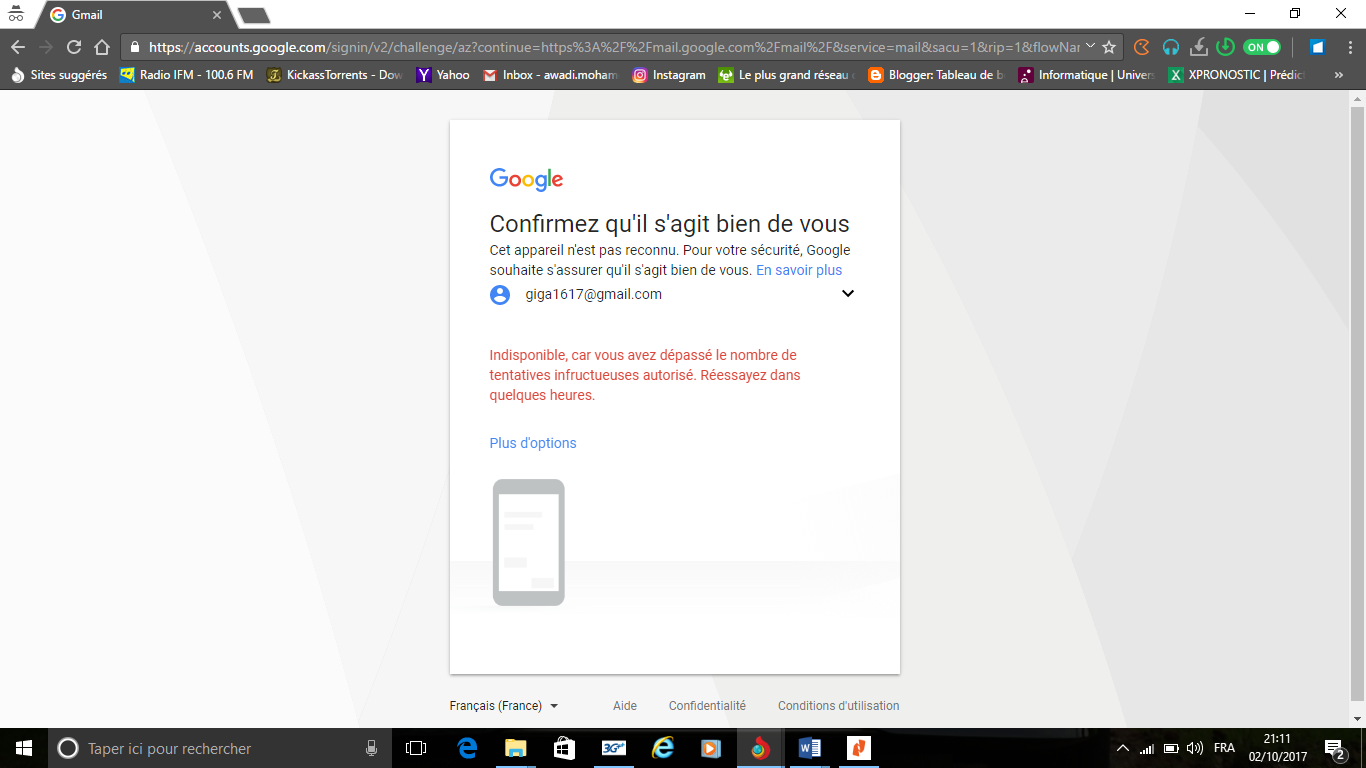 Gmail
https://accounts.google.com/signin/v2/challenge/az?continue=https%3A%2F%2Fmail.google.com%2Fmail%2F&service=mail&sacu=1&rip=1&flowNar
ON
Sites suggérés
Radio IFM - 100.6 FM
KickassTorrents - Dow
Yahoo
Inbox - awadi.moham
Instagram
Le plus grand réseau
Blogger: Tableau de b
Informatique | Univers
XPRONOSTIC | Prédic
Google
Confirmez qu'il s'agit bien de vous
Cet appareil n'est pas reconnu. Pour votre sécurité, Google
souhaite s'assurer qu'il s'agit bien de vous. En savoir plus
giga1617@gmail.com
Indisponible, car vous avez dépassé le nombre de
tentatives infructueuses autorisé. Réessayez dans
quelques heures.
Plus d'options
Français (France)
Aide
Confidentialité
Conditions d'utilisation
Taper ici pour rechercher
3G+
FRA
21:11
02/10/2017
2